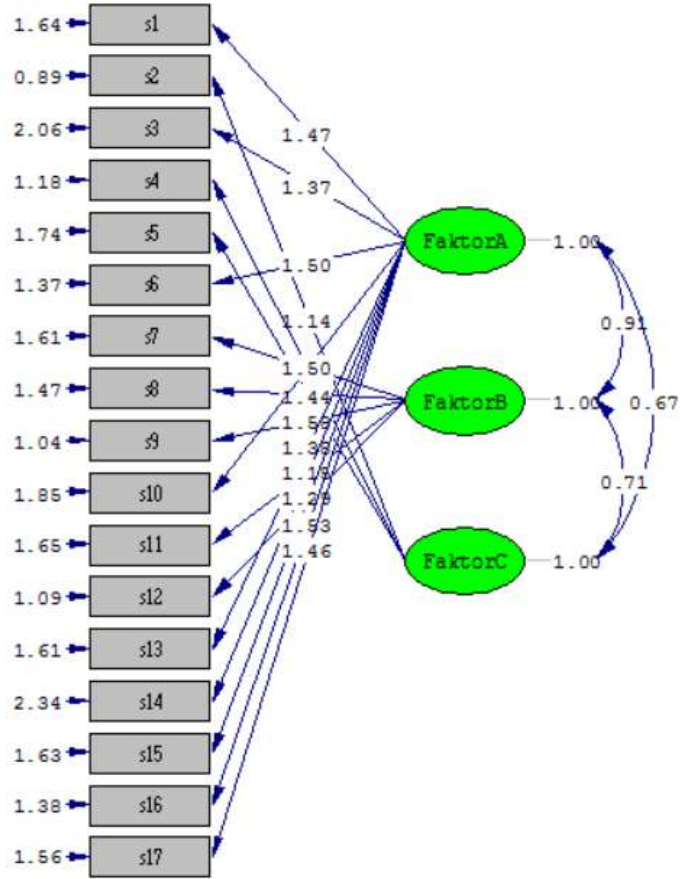 1.64 s1
0.89 s2
2.06 s3
1.47
1.18 s4
1.37
1.74 s5
FaktorA 1.00
1.37 s6
1.50
1.14
0.91
1.61 s7
1.50
1.47 s8
1.44
FaktorB 1.00 0.67
1.04 s9
1.85 s10
0.71
1.29
1.53
1.65 s11
1.46
FaktorC 1.00
1.09 s12
1.61 s13
2.34 s14
1.63 s15
1.38 s16
1.56 s17